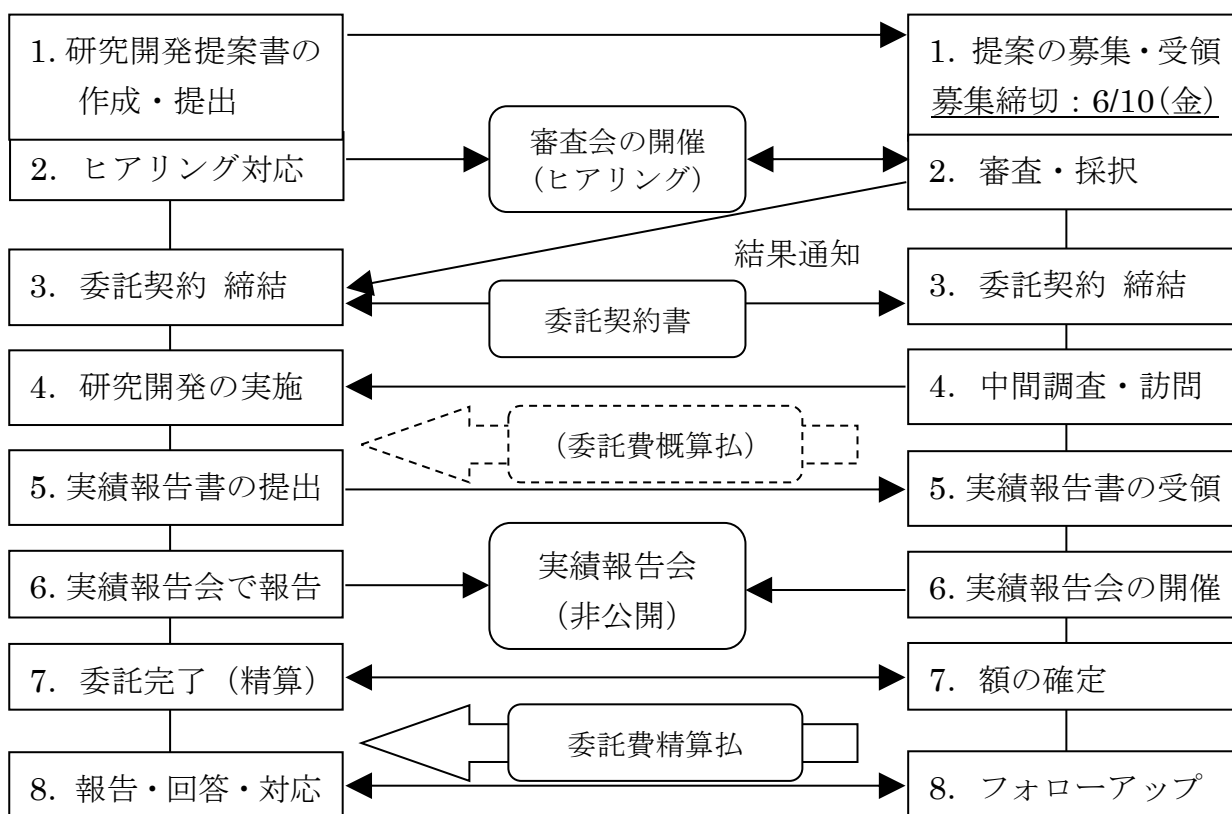 1. 研究開発提案書の
作成・提出
1. 提案の募集・受領
募集締切：6/10(金)
2. ヒアリング対応
審査会の開催
（ヒアリング）
2. 審査・採択
結果通知
3. 委託契約 締結
委託契約書
3. 委託契約 締結
4. 研究開発の実施
4. 中間調査・訪問
（委託費概算払）
5. 実績報告書の提出
5. 実績報告書の受領
6. 実績報告会で報告
実績報告会
（非公開）
6. 実績報告会の開催
7. 委託完了（精算）
7. 額の確定
委託費精算払
8. 報告・回答・対応
8. フォローアップ